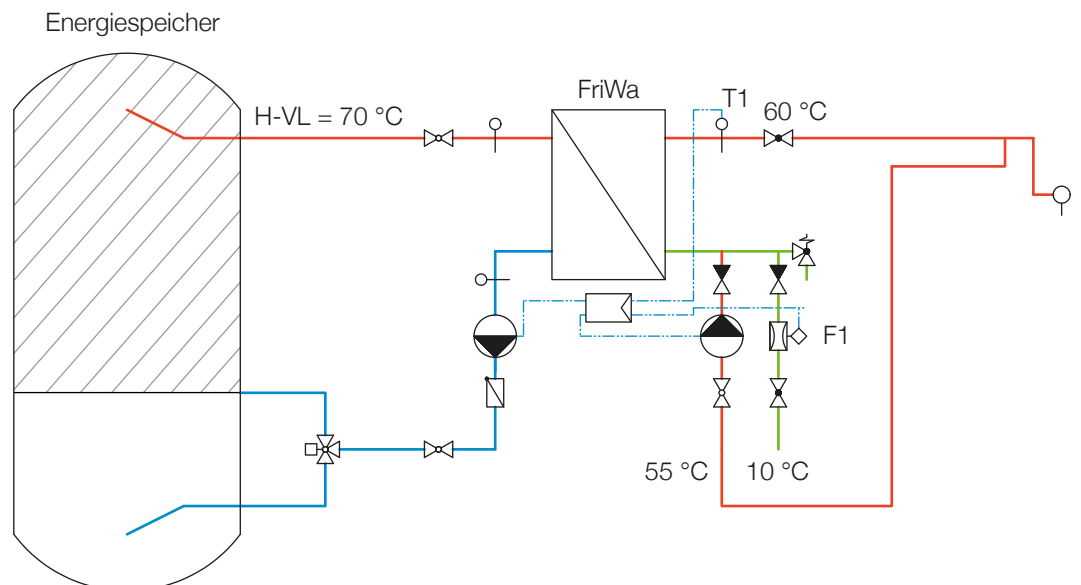 Energiespeicher
FriWa
T1
H-VL = 70 °C
60 °C
F1
55 °C
10 °C